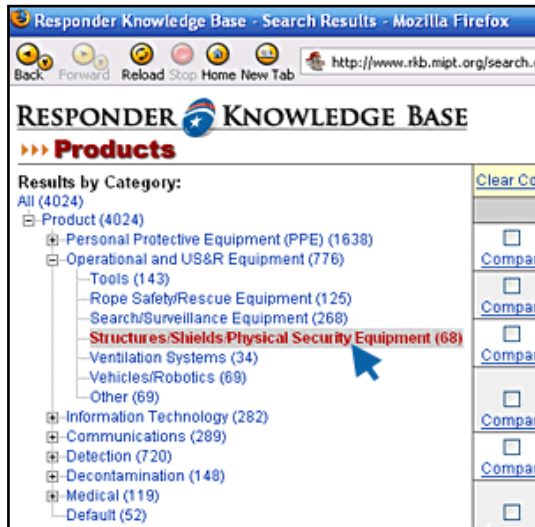 Responder Knowledge Base - Search Results - Mozilla Firefox
Back Forward Reload Stop Home New Tab http://www.rkb.mipt.org/search.
RESPONDER KNOWLEDGE BASE
Products
Results by Category:
Clear Co
All (4024)
Product (4024)
Personal Protective Equipment (PPE) (1638)
Compar
Operational and US&R Equipment (776)
Tools (143)
Rope Safety/Rescue Equipment (125)
Compar
Search/Surveillance Equipment (268)
Structures/Shields/Physical Security Equipment (68)
Compar
Ventilation Systems (34)
Vehicles/Robotics (69)
Other (69)
Information Technology (282)
Compar
Communications (289)
Detection (720)
Compar
Decontamination (148)
Medical (119)
Default (52)